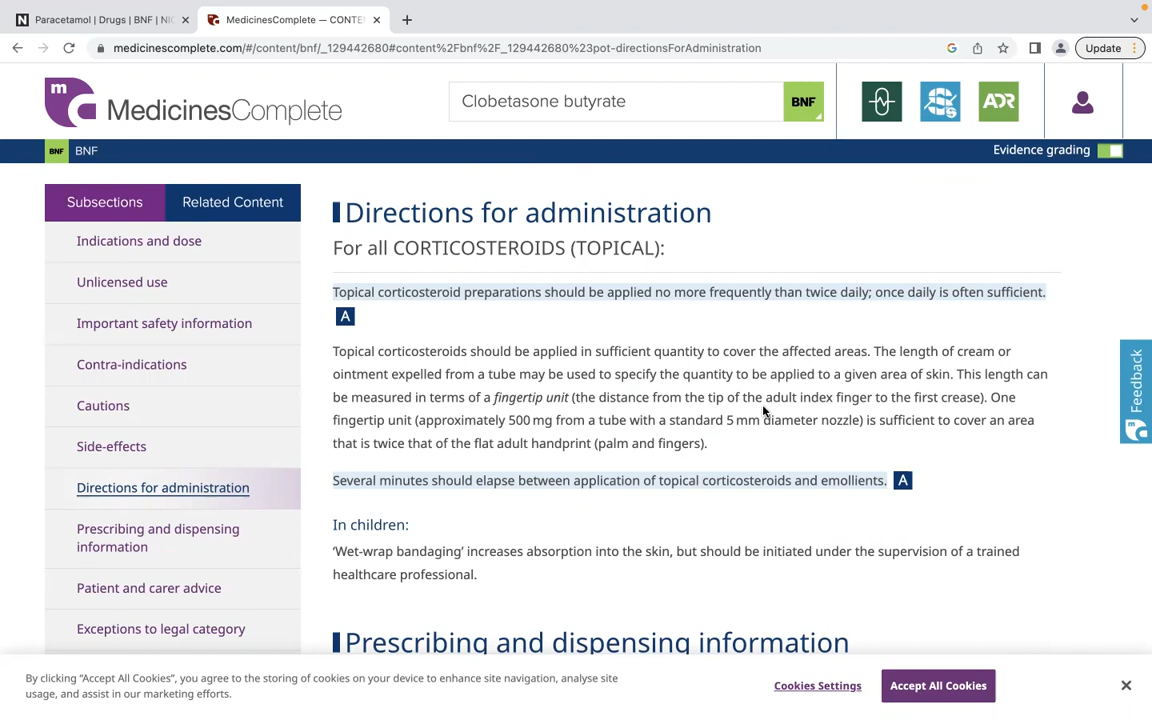 Paracetamol | Drugs | BNF | NI
MedicinesComplete — CONTE
medicinescomplete.com/#/content/bnf/_129442680#content%2Fbnf%2F_129442680%23pot-directionsForAdministration
Update
MedicinesComplete
Clobetasone butyrate
BNF
ADR
BNF
BNF
Evidence grading
Subsections
Related Content
Indications and dose
Unlicensed use
Important safety information
Contra-indications
Cautions
Side-effects
Directions for administration
Prescribing and dispensing
information
Patient and carer advice
Exceptions to legal category
Directions for administration
For all CORTICOSTEROIDS (TOPICAL):
Topical corticosteroid preparations should be applied no more frequently than twice daily; once daily is often sufficient.
A
Topical corticosteroids should be applied in sufficient quantity to cover the affected areas. The length of cream or
ointment expelled from a tube may be used to specify the quantity to be applied to a given area of skin. This length can
be measured in terms of a fingertip unit (the distance from the tip of the adult index finger to the first crease). One
fingertip unit (approximately 500 mg from a tube with a standard 5 mm diameter nozzle) is sufficient to cover an area
that is twice that of the flat adult handprint (palm and fingers).
Several minutes should elapse between application of topical corticosteroids and emollients. A
In children:
‘Wet-wrap bandaging’ increases absorption into the skin, but should be initiated under the supervision of a trained
healthcare professional.
Prescribing and dispensing information
Feedback
By clicking “Accept All Cookies”, you agree to the storing of cookies on your device to enhance site navigation, analyse site
usage, and assist in our marketing efforts.
Cookies Settings
Accept All Cookies